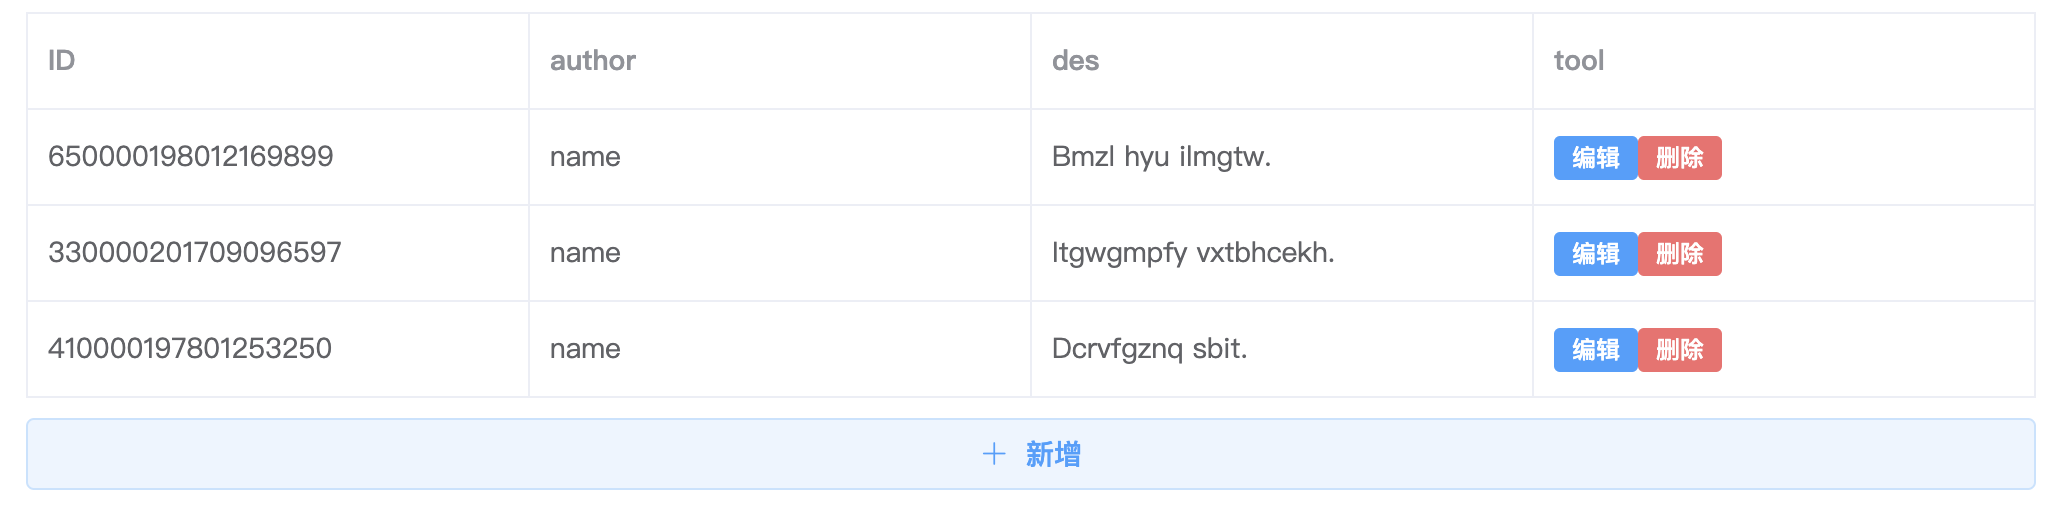 ID author des tool
650000198012169899 name Bmzl hyu ilmgtw. 编辑 删除
330000201709096597 name Itgwgmpfy vxtbhcekh. 编辑 删除
410000197801253250 name Dcrvfgznq sbit. 编辑 删除
+ 新增